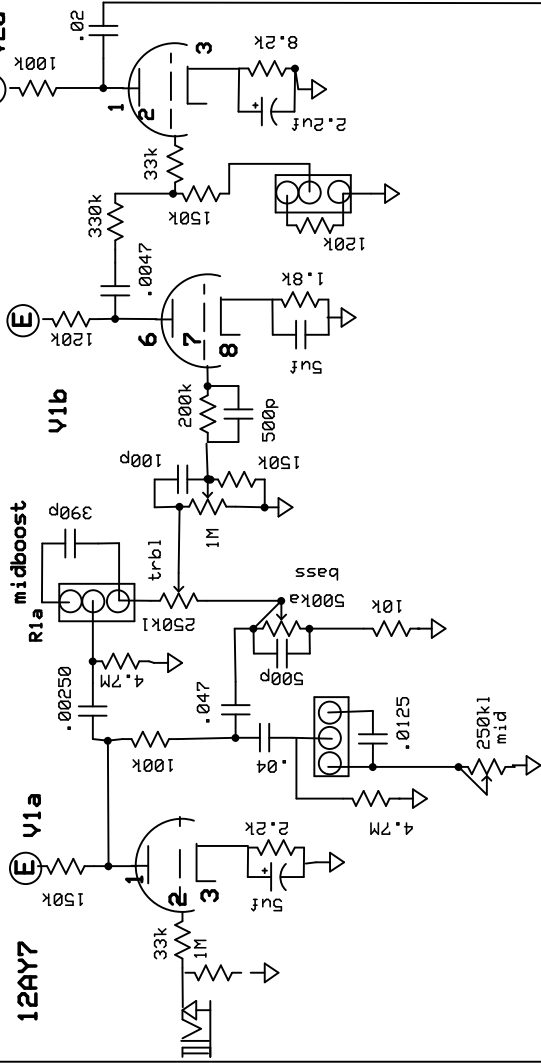 .02
100k
1
2
3
8.2k
2.2uf
33k
150k
120k
330k
.0047
E
120k
6
7
8
1.8k
5uf
V1b
200k
500p
100p
150k
1M
midboost
R1a
390p
trbl
250kl
bass
500ka
10k
500p
4.7M
.00250
.047
.04
100k
.0125
250kl
mid
4.7M
E
V1a
150k
1
2
3
2.2k
5uf
33k
1M
12AY7